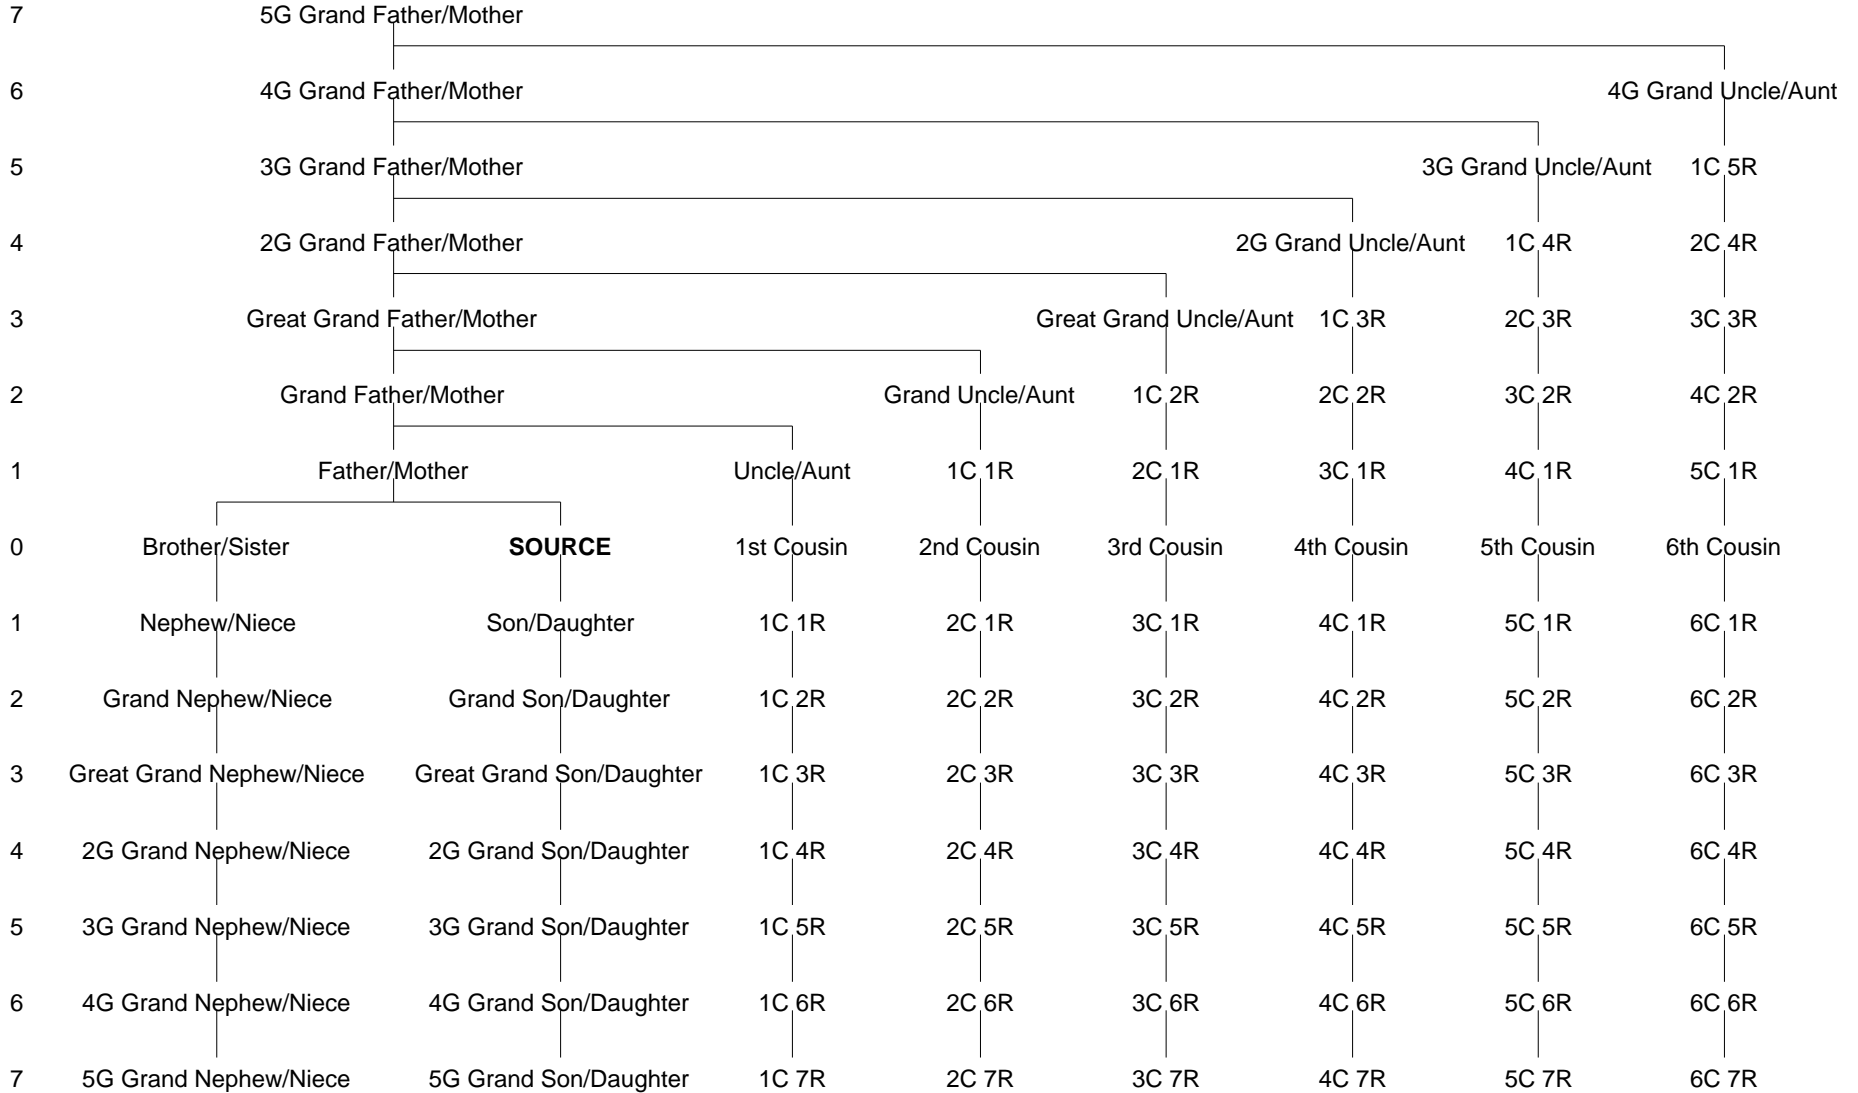 7 5G Grand Father/Mother
6 4G Grand Father/Mother 4G Grand Uncle/Aunt
5 3G Grand Father/Mother 3G Grand Uncle/Aunt 1C 5R
4 2G Grand Father/Mother 2G Grand Uncle/Aunt 1C 4R 2C 4R
3 Great Grand Father/Mother Great Grand Uncle/Aunt 1C 3R 2C 3R 3C 3R
2 Grand Father/Mother Grand Uncle/Aunt 1C 2R 2C 2R 3C 2R 4C 2R
1 Father/Mother Uncle/Aunt 1C 1R 2C 1R 3C 1R 4C 1R 5C 1R
0 Brother/Sister SOURCE 1st Cousin 2nd Cousin 3rd Cousin 4th Cousin 5th Cousin 6th Cousin
1 Nephew/Niece Son/Daughter 1C 1R 2C 1R 3C 1R 4C 1R 5C 1R 6C 1R
2 Grand Nephew/Niece Grand Son/Daughter 1C 2R 2C 2R 3C 2R 4C 2R 5C 2R 6C 2R
3 Great Grand Nephew/Niece Great Grand Son/Daughter 1C 3R 2C 3R 3C 3R 4C 3R 5C 3R 6C 3R
4 2G Grand Nephew/Niece 2G Grand Son/Daughter 1C 4R 2C 4R 3C 4R 4C 4R 5C 4R 6C 4R
5 3G Grand Nephew/Niece 3G Grand Son/Daughter 1C 5R 2C 5R 3C 5R 4C 5R 5C 5R 6C 5R
6 4G Grand Nephew/Niece 4G Grand Son/Daughter 1C 6R 2C 6R 3C 6R 4C 6R 5C 6R 6C 6R
7 5G Grand Nephew/Niece 5G Grand Son/Daughter 1C 7R 2C 7R 3C 7R 4C 7R 5C 7R 6C 7R